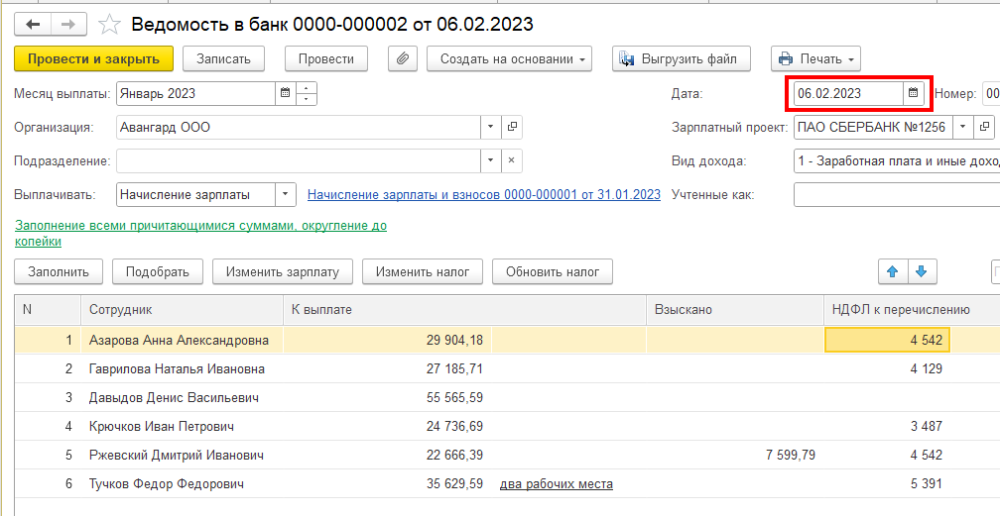 Ведомость в банк 0000-000002 от 06.02.2023
Провести и закрыть Записать Провести Создать на основании Выгрузить файл Печать
Месяц выплаты: Январь 2023 Дата: 06.02.2023 Номер: 00
Организация: Авангард ООО Зарплатный проект: ПАО СБЕРБАНК №1256
Подразделение: Вид дохода: 1 - Заработная плата и иные доход
Выплачивать: Начисление зарплаты Начисление зарплаты и взносов 0000-000001 от 31.01.2023 Учтенные как:
Заполнение всеми причитающимися суммами, округление до
копейки
Заполнить Подобрать Изменить зарплату Изменить налог Обновить налог
N Сотрудник К выплате Взыскано НДФЛ к перечислению
1 Азарова Анна Александровна 29 904,18 4 542
2 Гаврилова Наталья Ивановна 27 185,71 4 129
3 Давыдов Денис Васильевич 55 565,59
4 Крючков Иван Петрович 24 736,69 3 487
5 Ржевский Дмитрий Иванович 22 666,39 7 599,79 4 542
6 Тучков Федор Федорович 35 629,59 два рабочих места 5 391